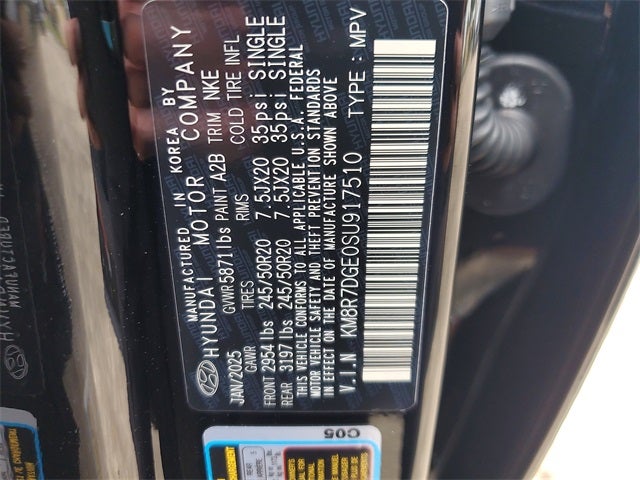 MANUFACTURED IN KOREA BY
HYUNDAI MOTOR COMPANY
JAN/2025 GVWR 5871 lbs PAINT A2B TRIM NKE
GAWR TIRES RIMS COLD TIRE INFL
FRONT 2954 lbs 245/50R20 7.5JX20 35psi SINGLE
REAR 3197 lbs 245/50R20 7.5JX20 35psi SINGLE
THIS VEHICLE CONFORMS TO ALL APPLICABLE U.S.A. FEDERAL
MOTOR VEHICLE SAFETY AND THEFT PREVENTION STANDARDS
IN EFFECT ON THE DATE OF MANUFACTURE SHOWN ABOVE
V.I.N KM8R7DGE0SU917510 TYPE : MPV
C05